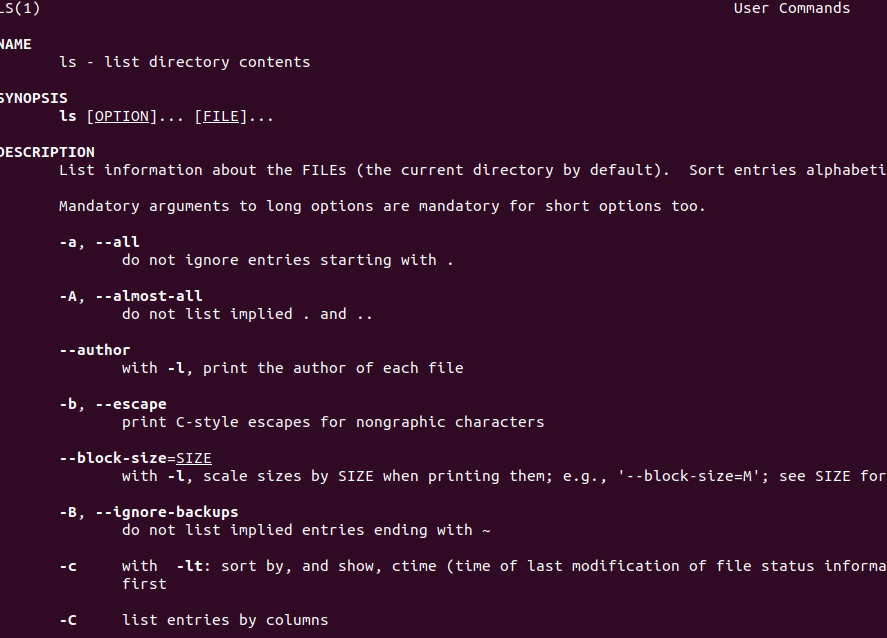 LS(1) User Commands
NAME
ls - list directory contents
SYNOPSIS
ls [OPTION]... [FILE]...
DESCRIPTION
List information about the FILEs (the current directory by default).  Sort entries alphabeti
Mandatory arguments to long options are mandatory for short options too.
-a, --all
do not ignore entries starting with .
-A, --almost-all
do not list implied . and ..
--author
with -l, print the author of each file
-b, --escape
print C-style escapes for nongraphic characters
--block-size=SIZE
with -l, scale sizes by SIZE when printing them; e.g., '--block-size=M'; see SIZE for
-B, --ignore-backups
do not list implied entries ending with ~
-c with  -lt: sort by, and show, ctime (time of last modification of file status informa
first
-C list entries by columns